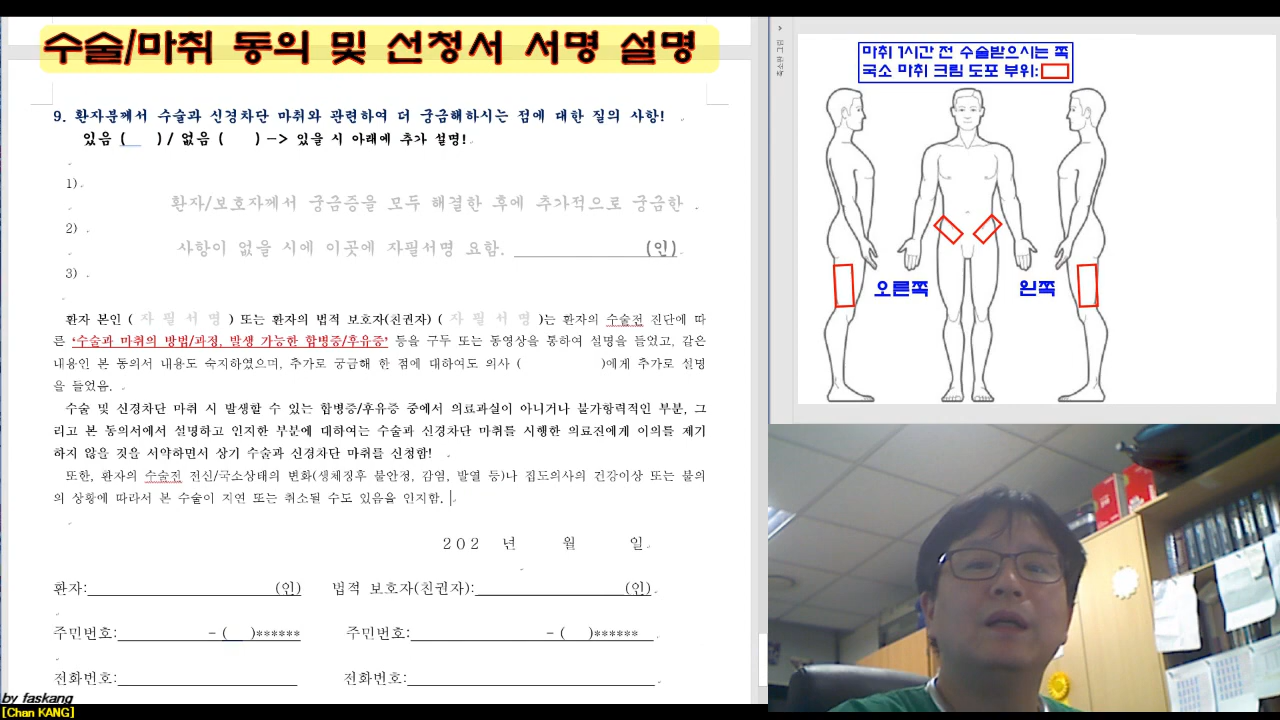 수술/마취 동의 및 신청서 서명 설명
9. 환자분께서 수술과 신경차단 마취와 관련하여 더 궁금해하시는 점에 대한 질의 사항!
있음 (    ) / 없음 (    ) -> 있을 시 아래에 추가 설명!
1)
환자/보호자께서 궁금증을 모두 해결한 후에 추가적으로 궁금한
2)
사항이 없을 시에 이곳에 자필서명 요함. ____________(인)
3)
환자 본인 ( 자 필 서 명 ) 또는 환자의 법적 보호자(친권자) ( 자 필 서 명 )는 환자의 수술전 진단에 따
른 '수술과 마취의 방법/과정, 발생 가능한 합병증/후유증' 등을 구두 또는 동영상을 통하여 설명을 들었고, 같은
내용인 본 동의서 내용도 숙지하였으며, 추가로 궁금해 한 점에 대하여도 의사 (            )에게 추가로 설명
을 들었음.
수술 및 신경차단 마취 시 발생할 수 있는 합병증/후유증 중에서 의료과실이 아니거나 불가항력적인 부분, 그
리고 본 동의서에서 설명하고 인지한 부분에 대하여는 수술과 신경차단 마취를 시행한 의료진에게 이의를 제기
하지 않을 것을 서약하면서 상기 수술과 신경차단 마취를 신청함!
또한, 환자의 수술전 전신/국소상태의 변화(생체징후 불안정, 감염, 발열 등)나 집도의사의 건강이상 또는 불의
의 상황에 따라서 본 수술이 지연 또는 취소될 수도 있음을 인지함.
202   년      월      일
환자:____________(인)   법적 보호자(친권자):____________(인)
주민번호:____________ - (    )******   주민번호:____________ - (    )******
전화번호:____________   전화번호:____________
by faskang
[Chan KANG]
마취 1시간 전 수술받으시는 쪽
국소 마취 크림 도포 부위:
오른쪽
왼쪽